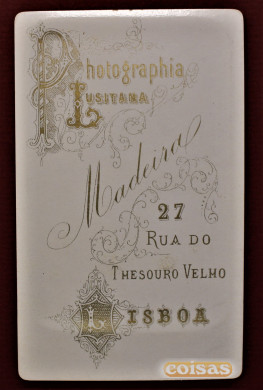 Photographia
Lusitana
Madeira
27
Rua do
Thesouro Velho
Lisboa
coisas